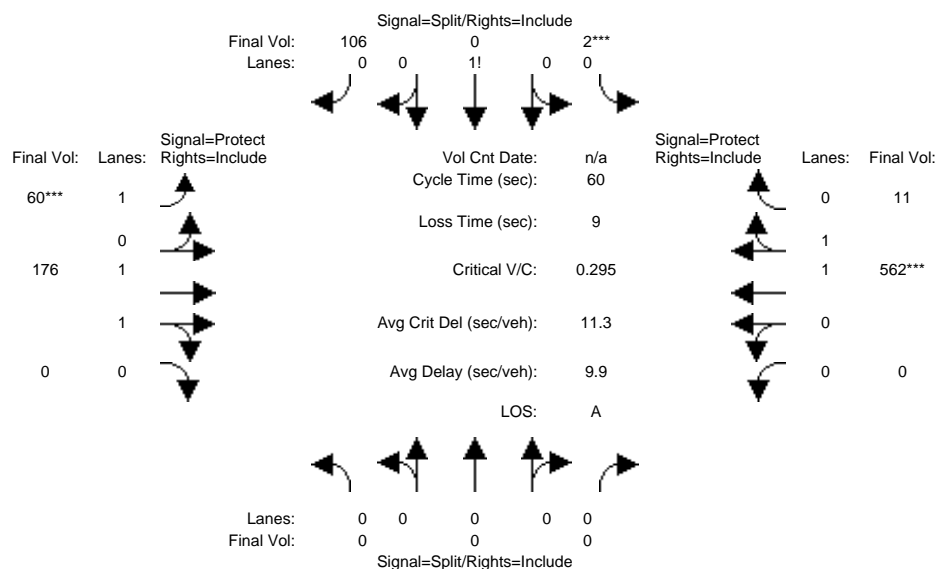 Signal=Split/Rights=Include
Final Vol: 106 0 2***
Lanes: 0 0 1! 0 0
Signal=Protect
Final Vol: Lanes: Rights=Include
Vol Cnt Date: n/a
Signal=Protect
Rights=Include Lanes: Final Vol:
Cycle Time (sec): 60
60*** 1
0 11
Loss Time (sec): 9
0
1
176 1
Critical V/C: 0.295
1 562***
1
Avg Crit Del (sec/veh): 11.3
0
0 0
Avg Delay (sec/veh): 9.9
0 0
LOS: A
Lanes: 0 0 0 0 0
Final Vol: 0 0 0
Signal=Split/Rights=Include